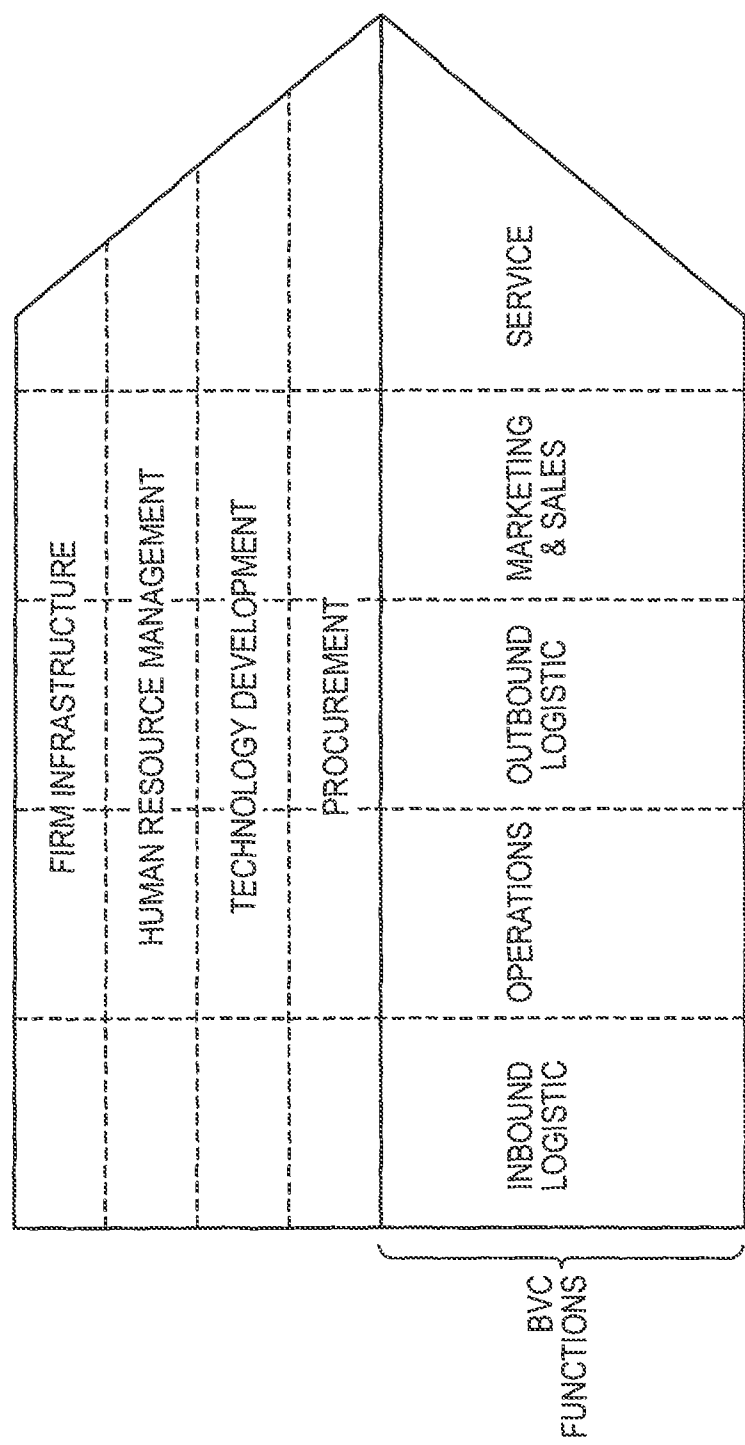 FIRM INFRASTRUCTURE
HUMAN RESOURCE MANAGEMENT
TECHNOLOGY DEVELOPMENT
PROCUREMENT
BVC
FUNCTIONS
INBOUND
LOGISTIC
OPERATIONS
OUTBOUND
LOGISTIC
MARKETING
& SALES
SERVICE